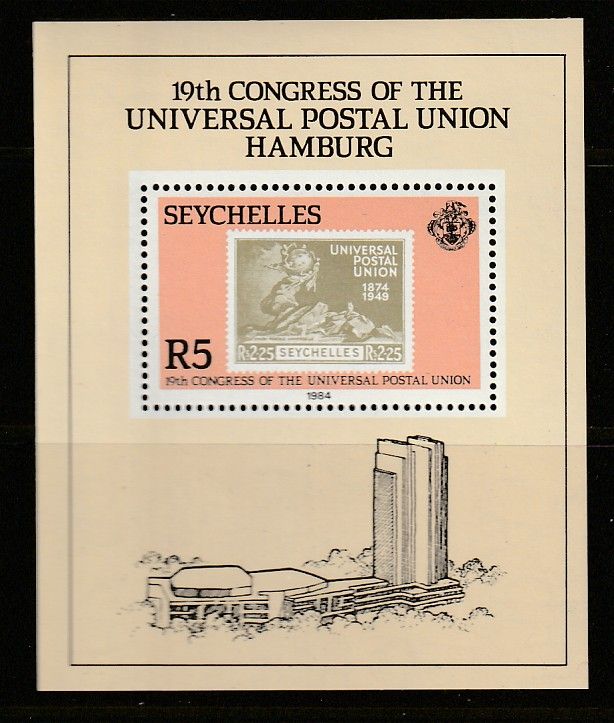 19th CONGRESS OF THE
UNIVERSAL POSTAL UNION
HAMBURG
SEYCHELLES
UNIVERSAL
POSTAL
UNION
1874
1949
Rs2·25 SEYCHELLES Rs2·25
R5
19th CONGRESS OF THE UNIVERSAL POSTAL UNION
1984